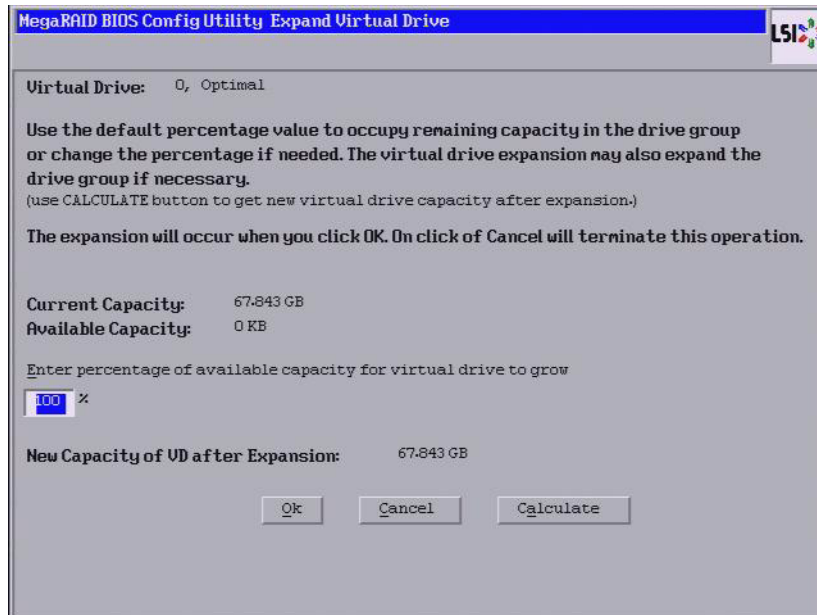 MegaRAID BIOS Config Utility Expand Virtual Drive
LSI
Virtual Drive: 0, Optimal
Use the default percentage value to occupy remaining capacity in the drive group
or change the percentage if needed. The virtual drive expansion may also expand the
drive group if necessary.
(use CALCULATE button to get new virtual drive capacity after expansion.)
The expansion will occur when you click OK. On click of Cancel will terminate this operation.
Current Capacity: 67.843 GB
Available Capacity: 0 KB
Enter percentage of available capacity for virtual drive to grow
100 %
New Capacity of VD after Expansion: 67.843 GB
Ok Cancel Calculate